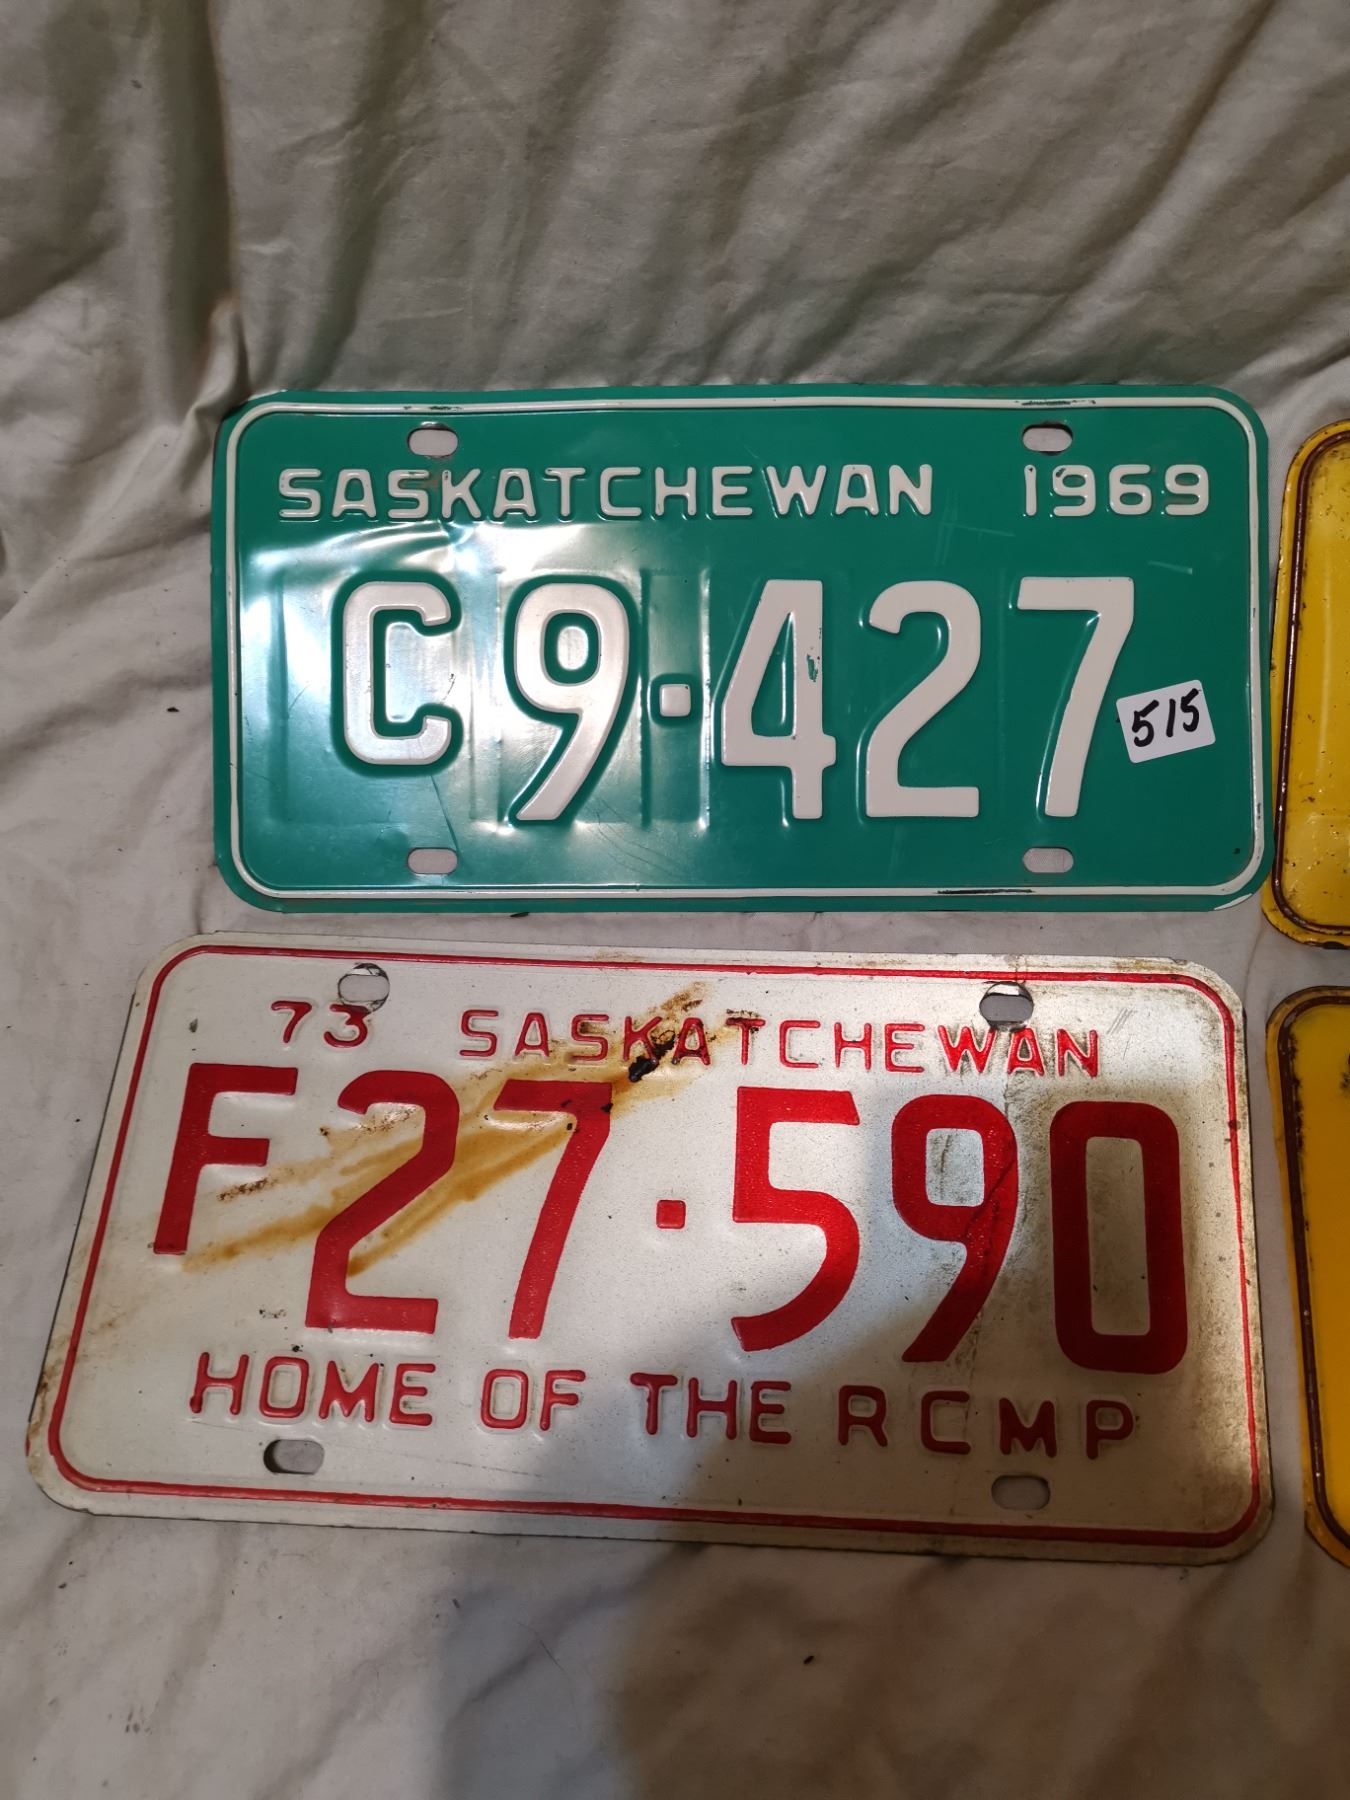 SASKATCHEWAN 1969
C9·427
515
73 SASKATCHEWAN
F27·590
HOME OF THE RCMP